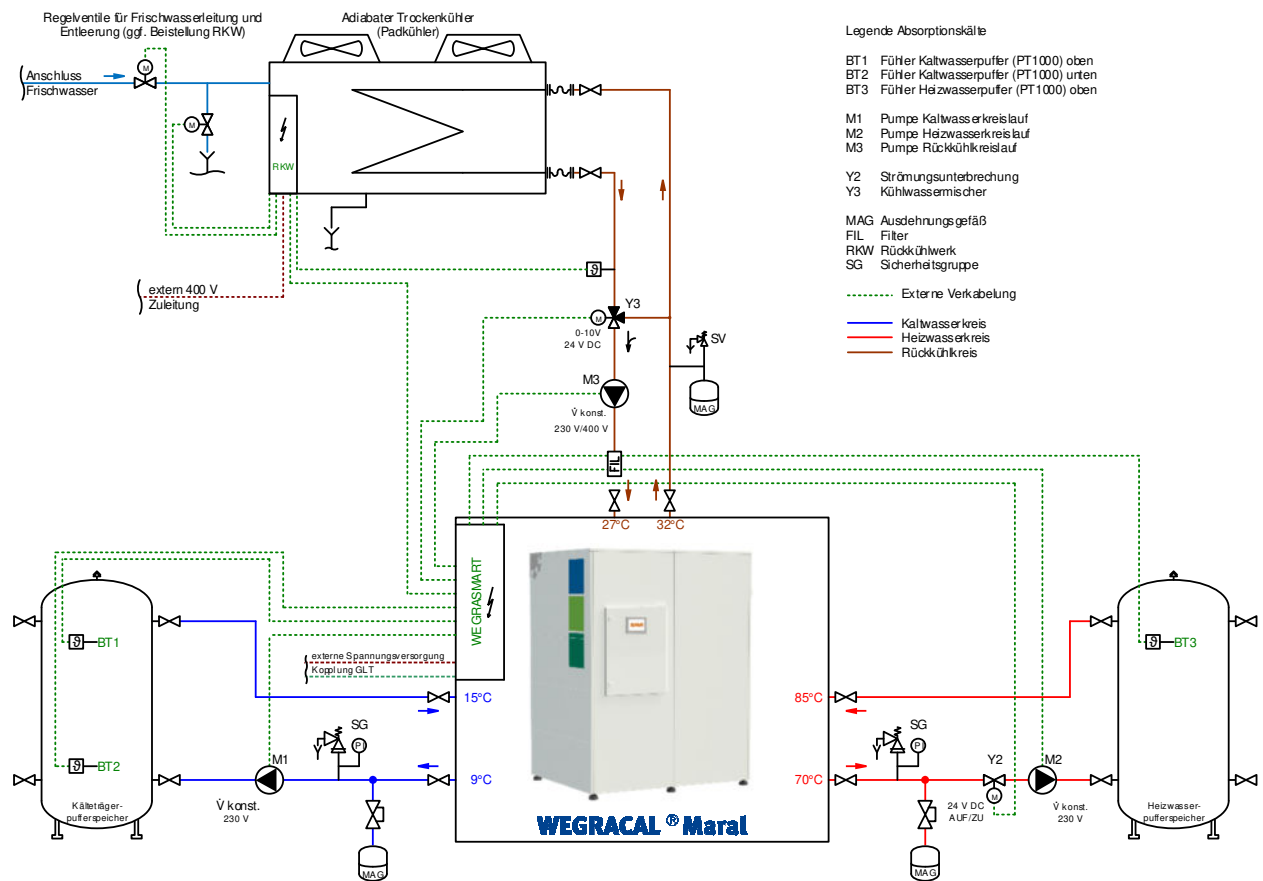 Regelventile für Frischwasserleitung und
Entleerung (ggf. Beistellung RKW)
Adiabater Trockenkühler
(Padkühler)
M
Anschluss
Frischwasser
M
RKW
extern 400 V
Zuleitung
ϑ
Y3
M
0-10V
24 V DC
SV
MAG
M3
V̇ konst.
230 V/400 V
FIL
27°C
32°C
Legende Absorptionskälte
BT1 Fühler Kaltwasserpuffer (PT1000) oben
BT2 Fühler Kaltwasserpuffer (PT1000) unten
BT3 Fühler Heizwasserpuffer (PT1000) oben
M1 Pumpe Kaltwasserkreislauf
M2 Pumpe Heizwasserkreislauf
M3 Pumpe Rückkühlkreislauf
Y2 Strömungsunterbrechung
Y3 Kühlwassermischer
MAG Ausdehnungsgefäß
FIL Filter
RKW Rückkühlwerk
SG Sicherheitsgruppe
Externe Verkabelung
Kaltwasserkreis
Heizwasserkreis
Rückkühlkreis
WEGRASMART
externe Spannungsversorgung
Kopplung GLT
ϑ BT1
ϑ BT2
Kälteträger-
pufferspeicher
M1
V̇ konst.
230 V
SG
P
MAG
15°C
9°C
WEGRACAL ® Maral
85°C
70°C
SG
P
MAG
Y2
M
24 V DC
AUF/ZU
M2
V̇ konst.
230 V
ϑ BT3
Heizwasser-
pufferspeicher